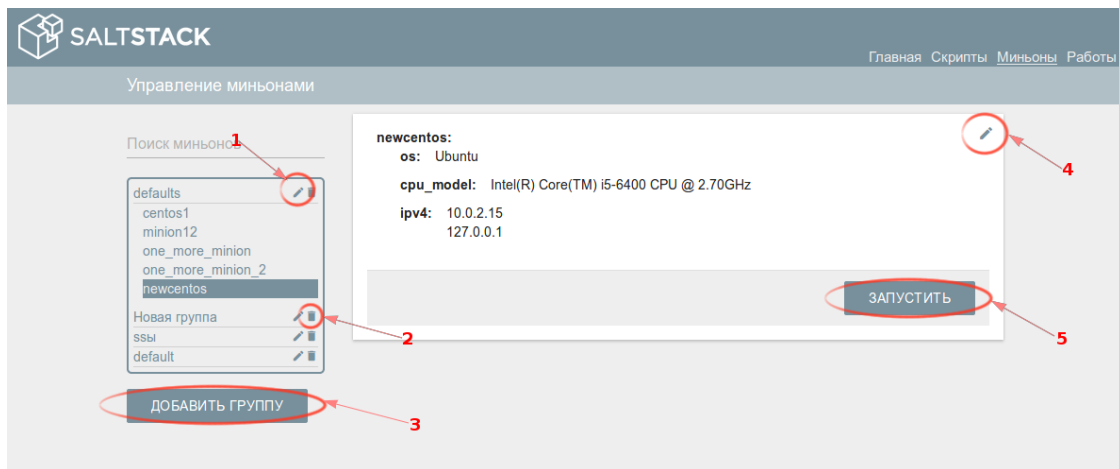 SALTSTACK
Главная Скрипты Миньоны Работы
Управление миньонами
Поиск миньонов
1
defaults
centos1
minion12
one_more_minion
one_more_minion_2
newcentos
Новая группа
ssы
default
2
ДОБАВИТЬ ГРУППУ
3
newcentos:
os: Ubuntu
cpu_model: Intel(R) Core(TM) i5-6400 CPU @ 2.70GHz
ipv4: 10.0.2.15
127.0.0.1
4
ЗАПУСТИТЬ
5